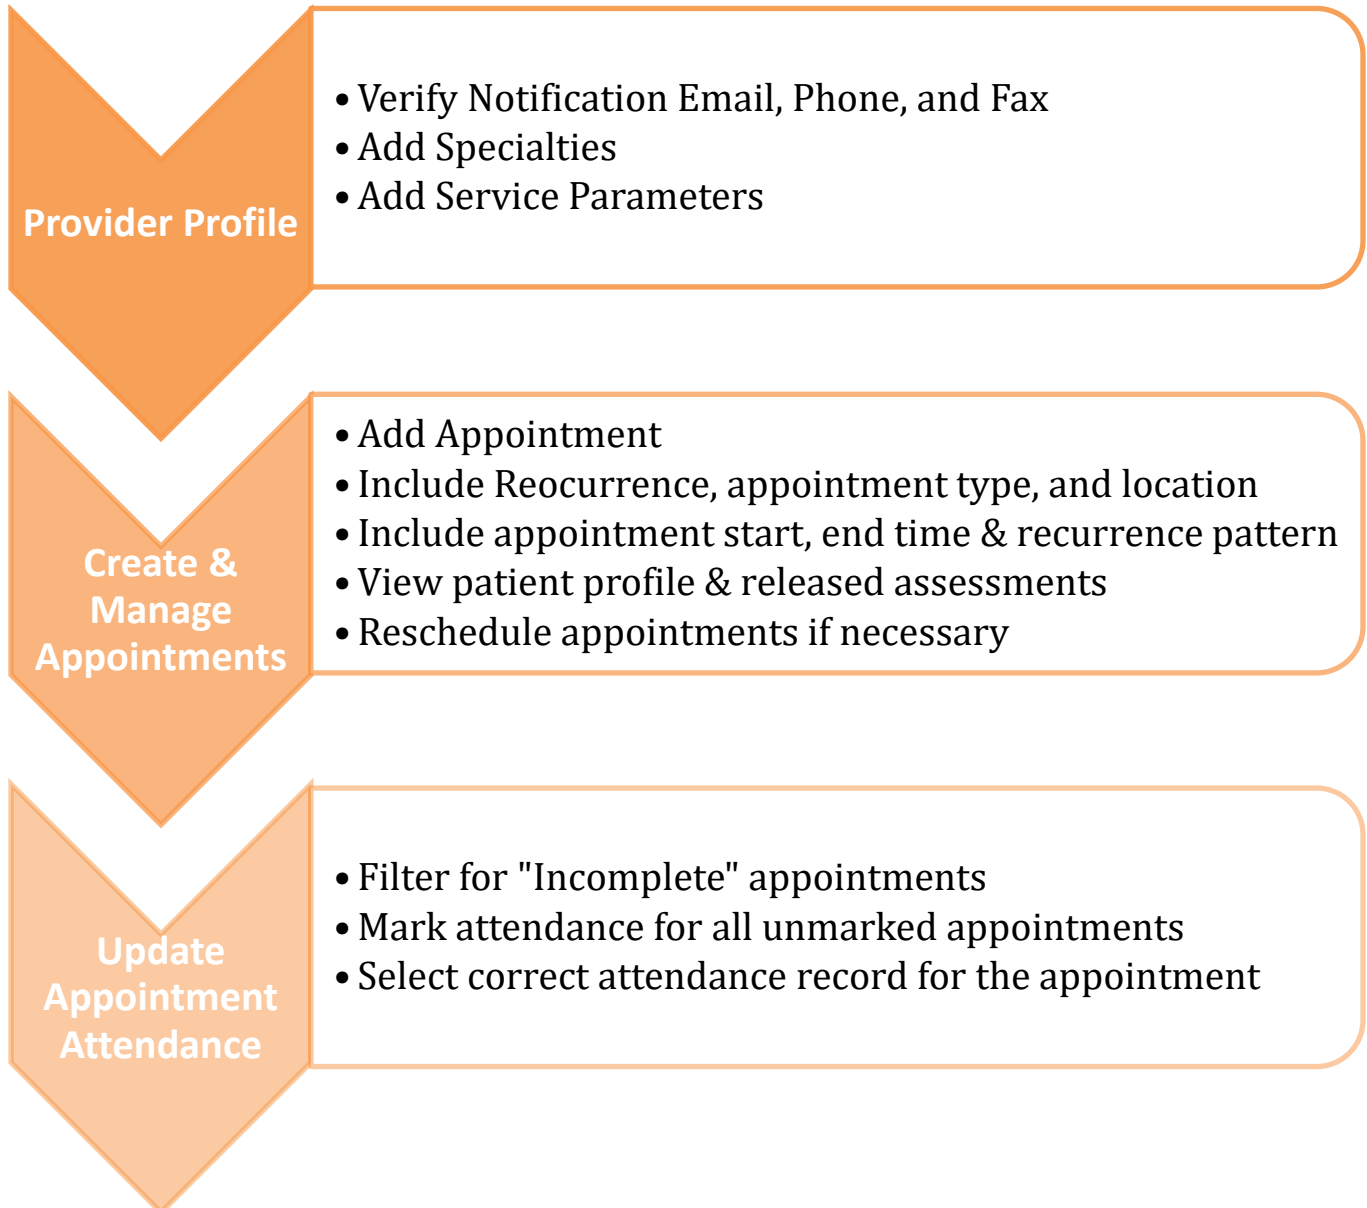 Provider Profile
• Verify Notification Email, Phone, and Fax
• Add Specialties
• Add Service Parameters
Create &
Manage
Appointments
• Add Appointment
• Include Reocurrence, appointment type, and location
• Include appointment start, end time & recurrence pattern
• View patient profile & released assessments
• Reschedule appointments if necessary
Update
Appointment
Attendance
• Filter for "Incomplete" appointments
• Mark attendance for all unmarked appointments
• Select correct attendance record for the appointment